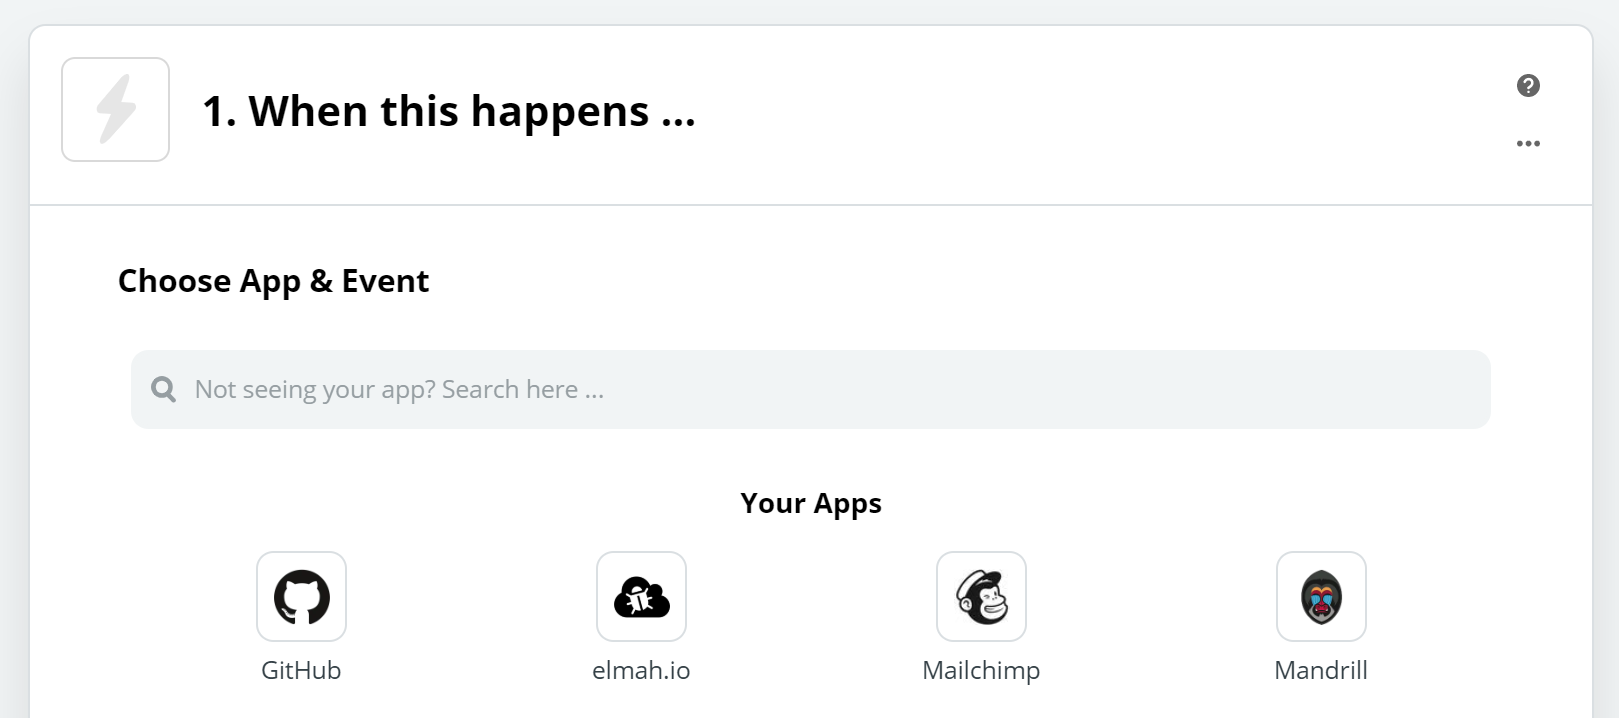 1. When this happens ...
Choose App & Event
Not seeing your app? Search here ...
Your Apps
GitHub
elmah.io
Mailchimp
Mandrill